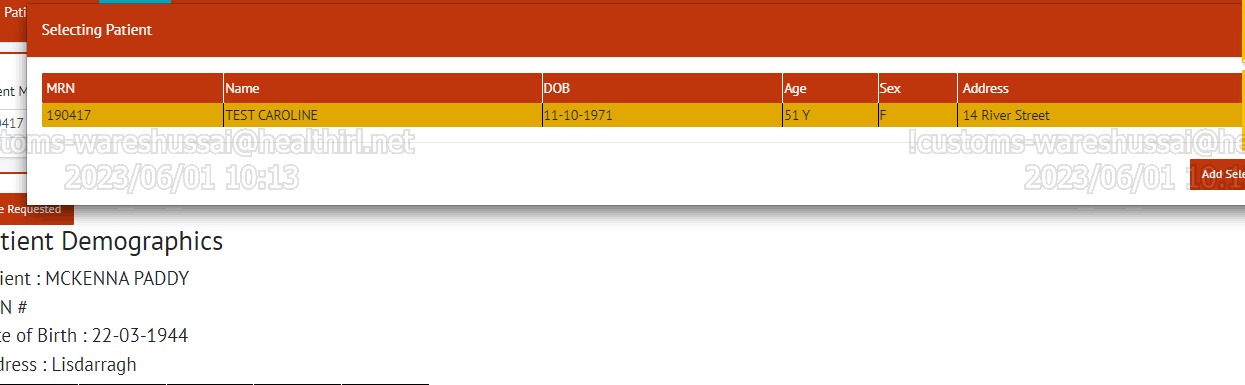 Pati
Selecting Patient
ent M
MRN Name DOB Age Sex Address
0417
190417 TEST CAROLINE 11-10-1971 51 Y F 14 River Street
toms-wareshussai@healthirl.net !customs-wareshussai@he
2023/06/01 10:13 2023/06/01 10:1
Add Sele
e Requested
tient Demographics
ient : MCKENNA PADDY
N #
te of Birth : 22-03-1944
dress : Lisdarragh